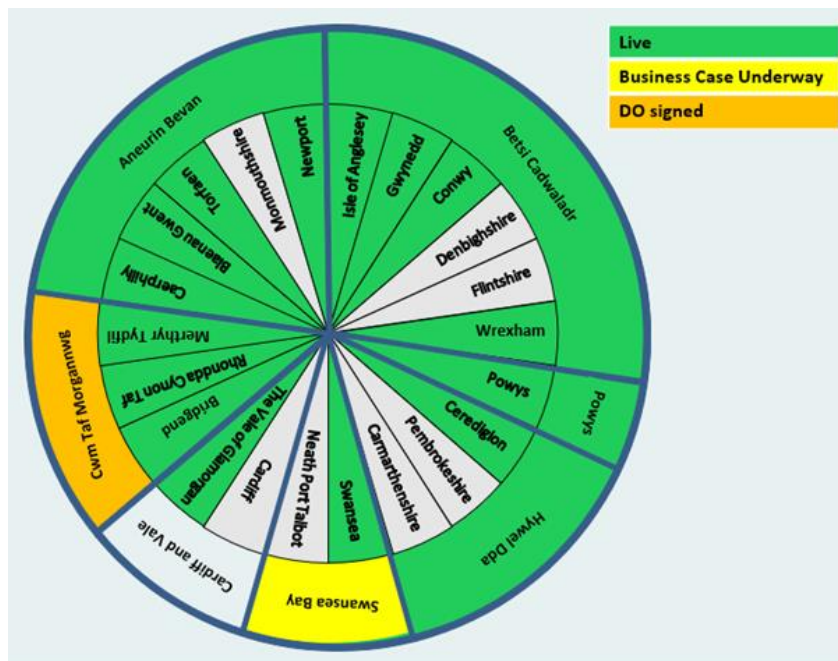 Live
Business Case Underway
DO signed
Aneurin Bevan
Betsi Cadwaladr
Powys
Hywel Dda
Swansea Bay
Cardiff and Vale
Cwm Taf Morgannwg
Newport
Isle of Anglesey
Gwynedd
Conwy
Denbighshire
Flintshire
Wrexham
Powys
Ceredigion
Pembrokeshire
Carmarthenshire
Swansea
Neath Port Talbot
Cardiff
The Vale of Glamorgan
Bridgend
Rhondda Cynon Taf
Merthyr Tydfil
Caerphilly
Blaenau Gwent
Torfaen
Monmouthshire